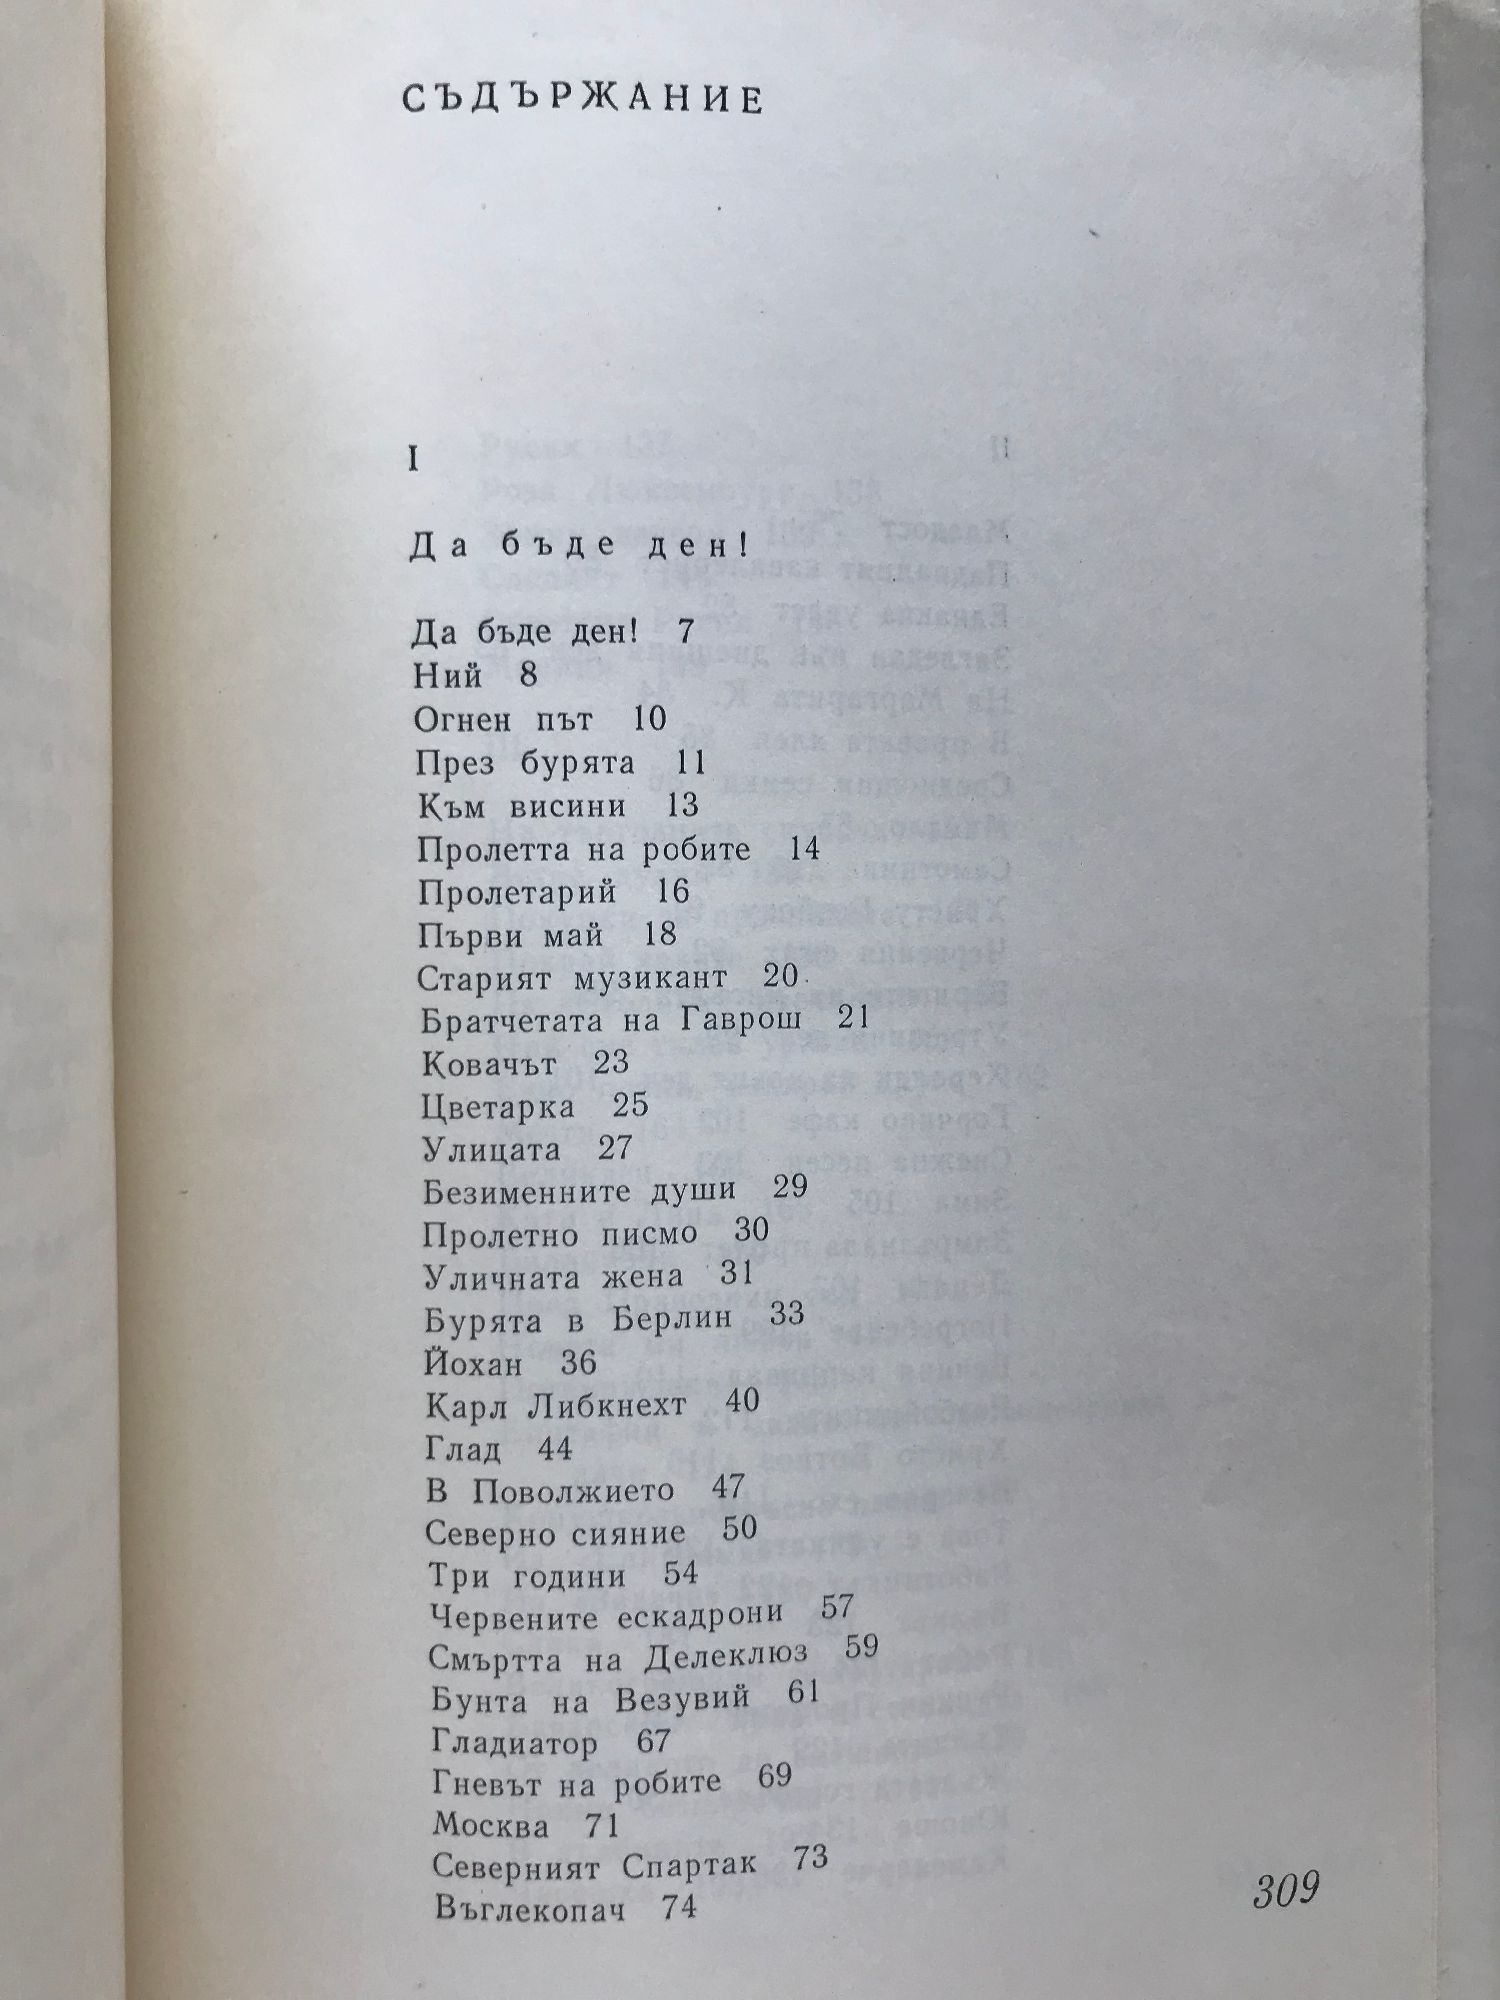 СЪДЪРЖАНИЕ
I
Да бъде ден!
Да бъде ден! 7
Ний 8
Огнен път 10
През бурята 11
Към висини 13
Пролетта на робите 14
Пролетарий 16
Първи май 18
Старият музикант 20
Братчетата на Гаврош 21
Ковачът 23
Цветарка 25
Улицата 27
Безименните души 29
Пролетно писмо 30
Уличната жена 31
Бурята в Берлин 33
Йохан 36
Карл Либкнехт 40
Глад 44
В Поволжието 47
Северно сияние 50
Три години 54
Червените ескадрони 57
Смъртта на Делеклюз 59
Бунта на Везувий 61
Гладиатор 67
Гневът на робите 69
Москва 71
Северният Спартак 73
Въглекопач 74
309